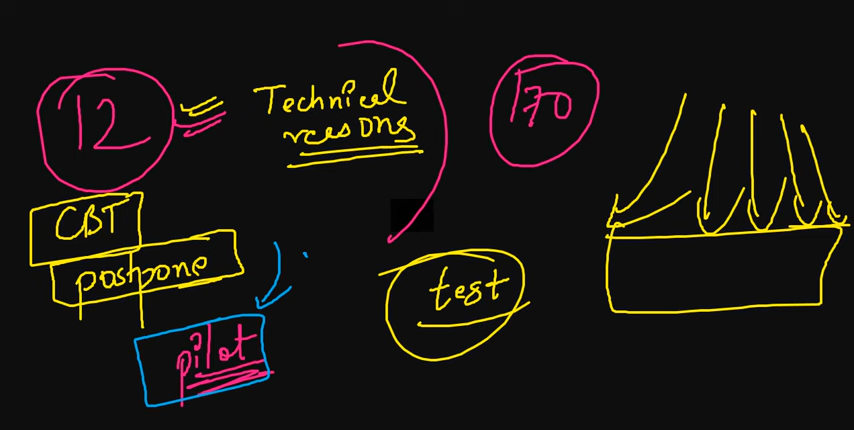 12
Technical
reasons
170
CBT
postpone
test
pilot